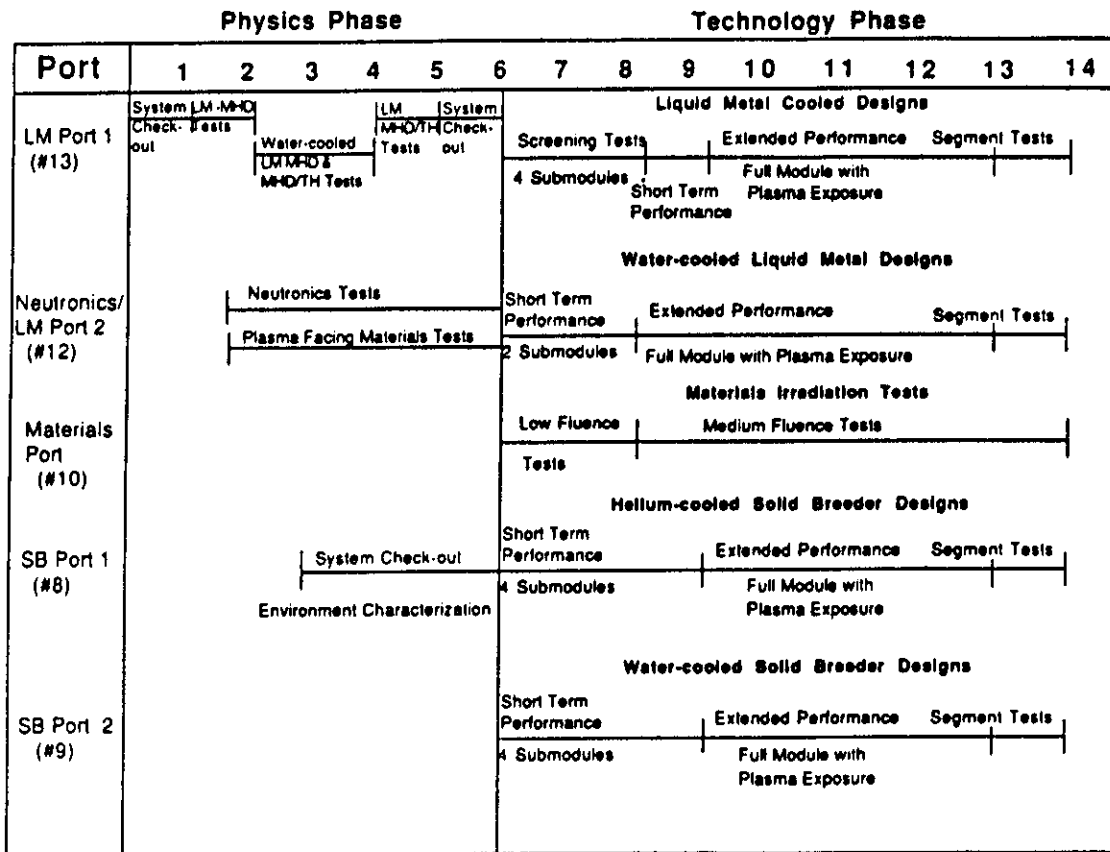 Physics Phase Technology Phase
Port 1 2 3 4 5 6 7 8 9 10 11 12 13 14
LM Port 1
(#13)
System
Check-
out
LM-MHD
Tests
Water-cooled
LM MHD &
MHD/TH Tests
LM
MHD/TH
Tests
System
Check-
out
Liquid Metal Cooled Designs
Screening Tests
4 Submodules
Short Term
Performance
Extended Performance
Full Module with
Plasma Exposure
Segment Tests
Neutronics/
LM Port 2
(#12)
Neutronics Tests
Plasma Facing Materials Tests
Water-cooled Liquid Metal Designs
Short Term
Performance
2 Submodules
Extended Performance
Full Module with Plasma Exposure
Segment Tests
Materials
Port
(#10)
Materials Irradiation Tests
Low Fluence
Tests
Medium Fluence Tests
SB Port 1
(#8)
System Check-out
Environment Characterization
Helium-cooled Solid Breeder Designs
Short Term
Performance
4 Submodules
Extended Performance
Full Module with
Plasma Exposure
Segment Tests
SB Port 2
(#9)
Water-cooled Solid Breeder Designs
Short Term
Performance
4 Submodules
Extended Performance
Full Module with
Plasma Exposure
Segment Tests